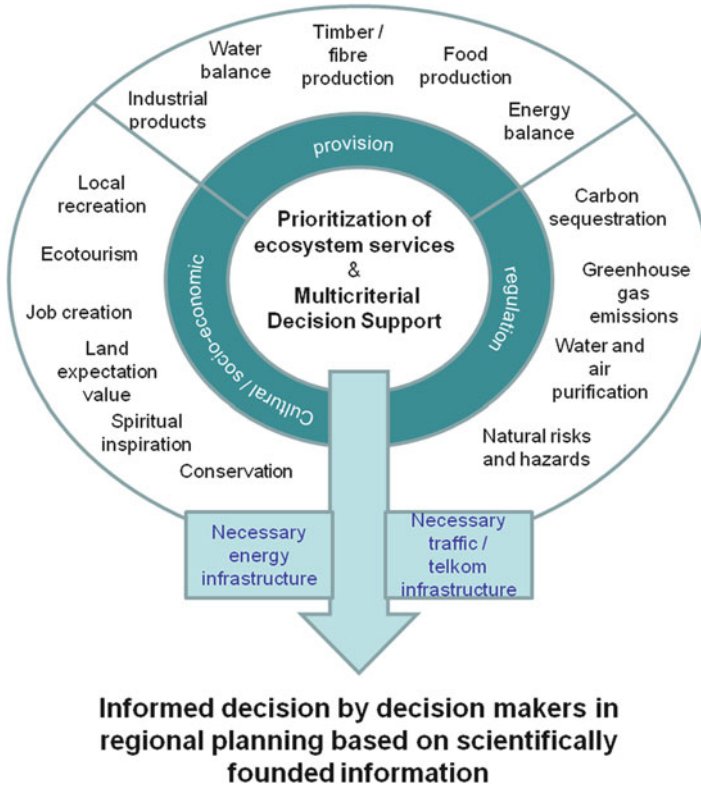 Timber /
fibre
production
Water
balance
Food
production
Industrial
products
Energy
balance
provision
Local
recreation
Ecotourism
Job creation
Land
expectation
value
Spiritual
inspiration
Conservation
Cultural / socio-economic
Prioritization of
ecosystem services
&
Multicriterial
Decision Support
regulation
Carbon
sequestration
Greenhouse
gas
emissions
Water and
air
purification
Natural risks
and hazards
Necessary
energy
infrastructure
Necessary
traffic /
telkom
infrastructure
Informed decision by decision makers in
regional planning based on scientifically
founded information